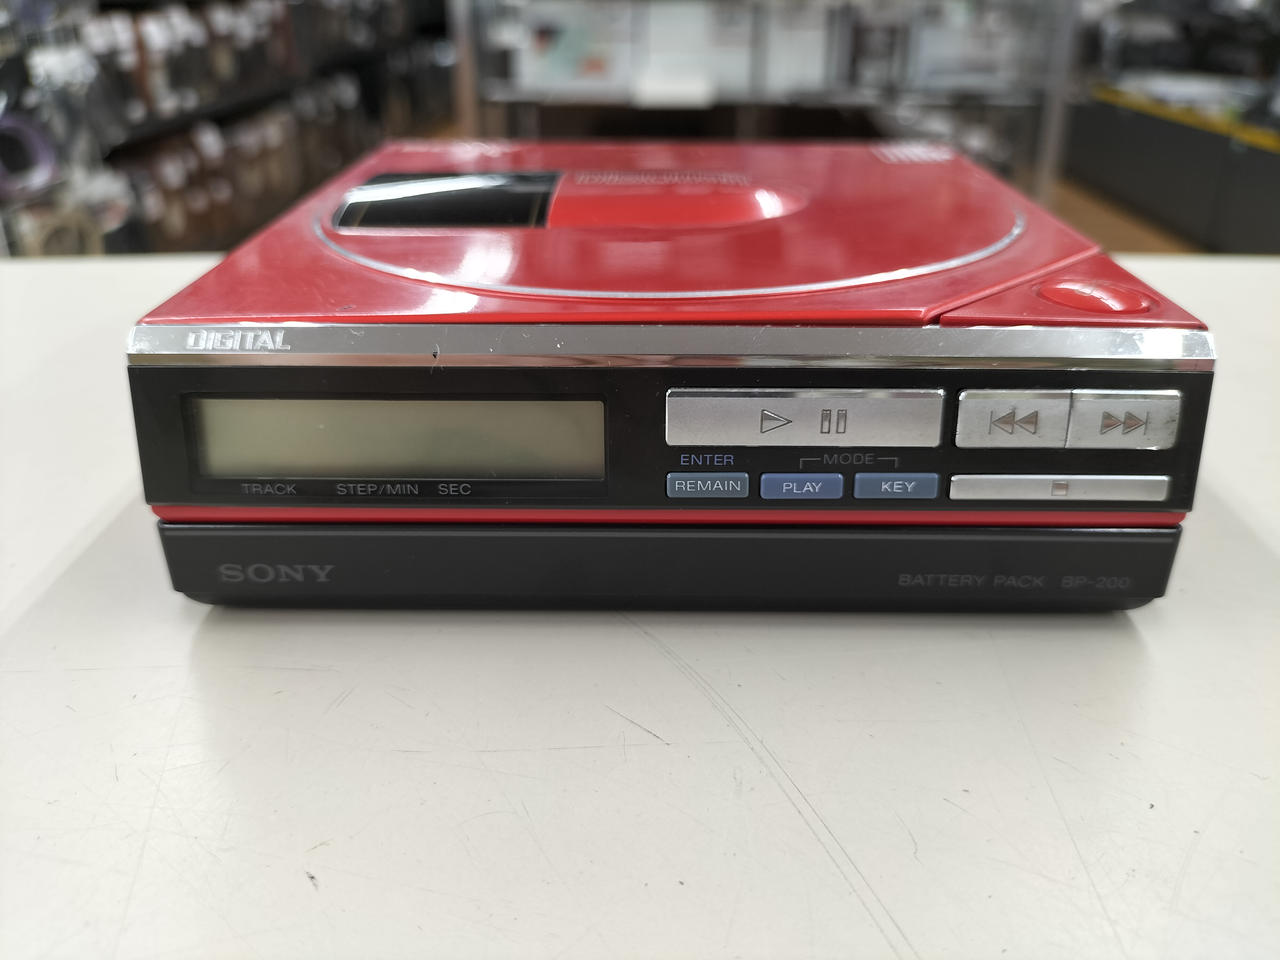 DIGITAL
ENTER
MODE
REMAIN
PLAY
KEY
TRACK STEP/MIN SEC
SONY
BATTERY PACK BP-200